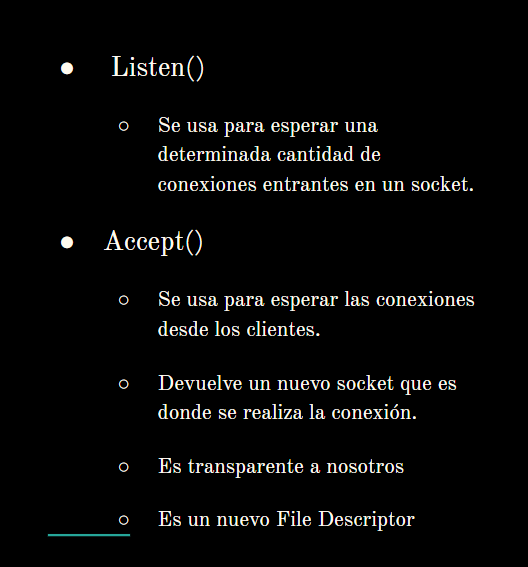 ● Listen()
○ Se usa para esperar una
determinada cantidad de
conexiones entrantes en un socket.
● Accept()
○ Se usa para esperar las conexiones
desde los clientes.
○ Devuelve un nuevo socket que es
donde se realiza la conexión.
○ Es transparente a nosotros
○ Es un nuevo File Descriptor